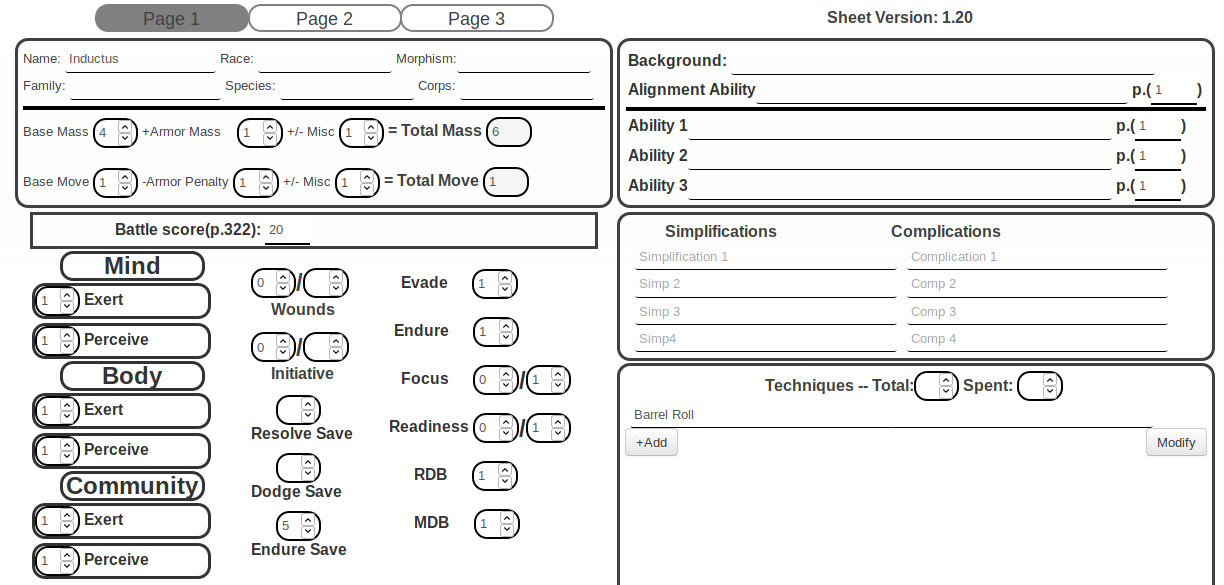 Page 1 Page 2 Page 3 Sheet Version: 1.20
Name: Inductus Race: Morphism:
Family: Species: Corps:
Base Mass 4 +Armor Mass 1 +/- Misc 1 = Total Mass 6
Base Move 1 -Armor Penalty 1 +/- Misc 1 = Total Move 1
Background:
Alignment Ability p.( 1 )
Ability 1 p.( 1 )
Ability 2 p.( 1 )
Ability 3 p.( 1 )
Battle score(p.322): 20
Mind
1 Exert
1 Perceive
Body
1 Exert
1 Perceive
Community
1 Exert
1 Perceive
0 /
Wounds
0 /
Initiative
Resolve Save
Dodge Save
5
Endure Save
Evade 1
Endure 1
Focus 0 / 1
Readiness 0 / 1
RDB 1
MDB 1
Simplifications Complications
Simplification 1 Complication 1
Simp 2 Comp 2
Simp 3 Comp 3
Simp4 Comp 4
Techniques -- Total: Spent:
Barrel Roll
+Add Modify